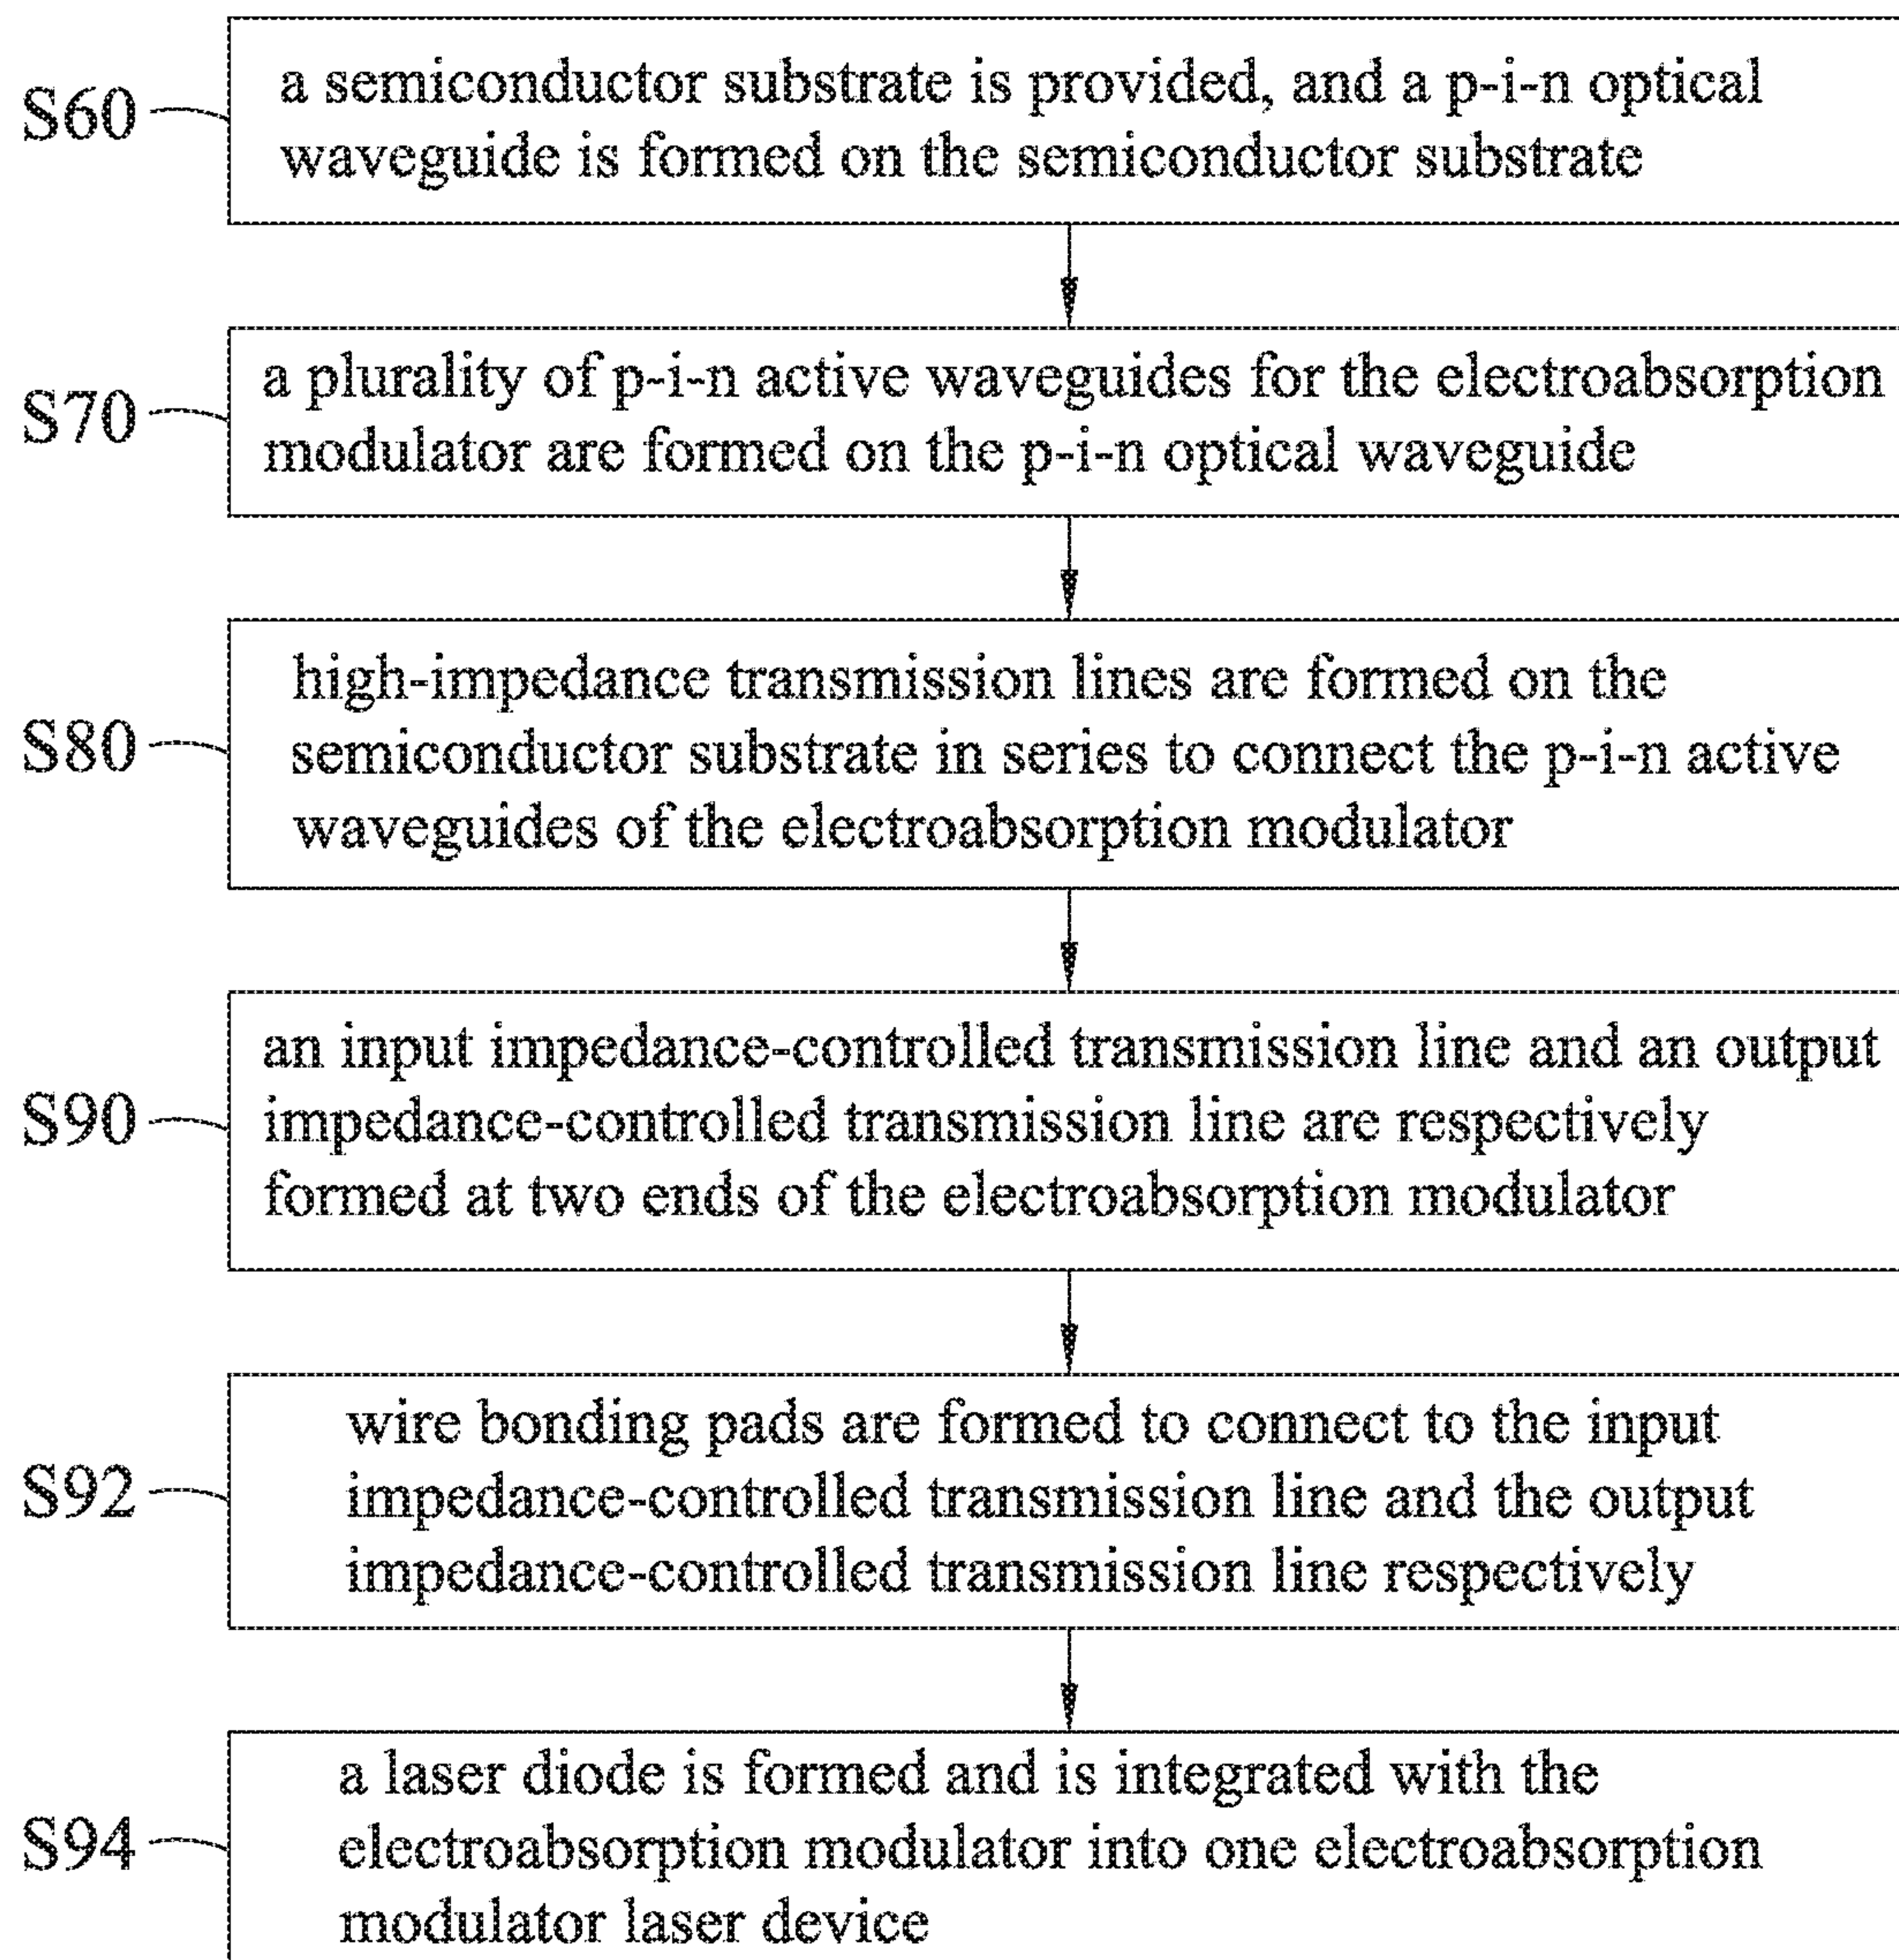 S60
a semiconductor substrate is provided, and a p-i-n optical
waveguide is formed on the semiconductor substrate
S70
a plurality of p-i-n active waveguides for the electroabsorption
modulator are formed on the p-i-n optical waveguide
S80
high-impedance transmission lines are formed on the
semiconductor substrate in series to connect the p-i-n active
waveguides of the electroabsorption modulator
S90
an input impedance-controlled transmission line and an output
impedance-controlled transmission line are respectively
formed at two ends of the electroabsorption modulator
S92
wire bonding pads are formed to connect to the input
impedance-controlled transmission line and the output
impedance-controlled transmission line respectively
S94
a laser diode is formed and is integrated with the
electroabsorption modulator into one electroabsorption
modulator laser device